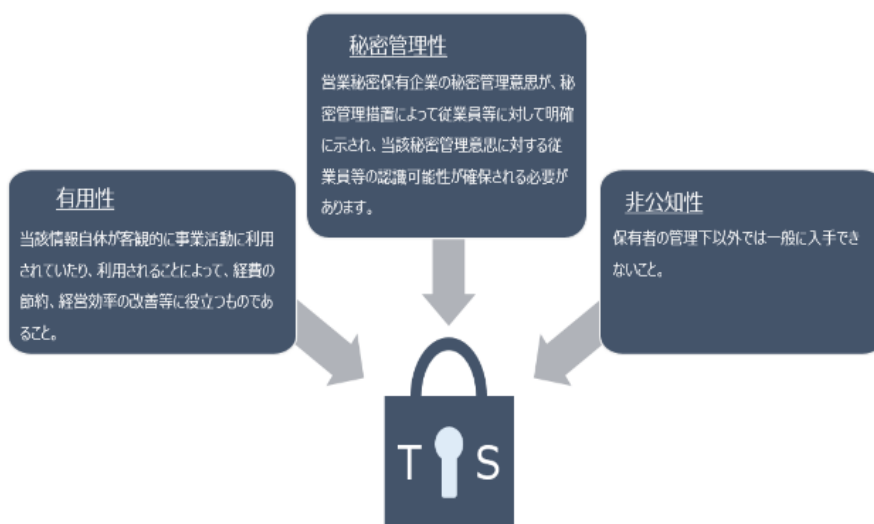 秘密管理性
営業秘密保有企業の秘密管理意思が、秘
密管理措置によって従業員等に対して明確
に示され、当該秘密管理意思に対する従
業員等の認識可能性が確保される必要が
あります。
有用性
当該情報自体が客観的に事業活動に利用
されていたり、利用されることによって、経費の
節約、経営効率の改善等に役立つものであ
ること。
非公知性
保有者の管理下以外では一般に入手でき
ないこと。
T S